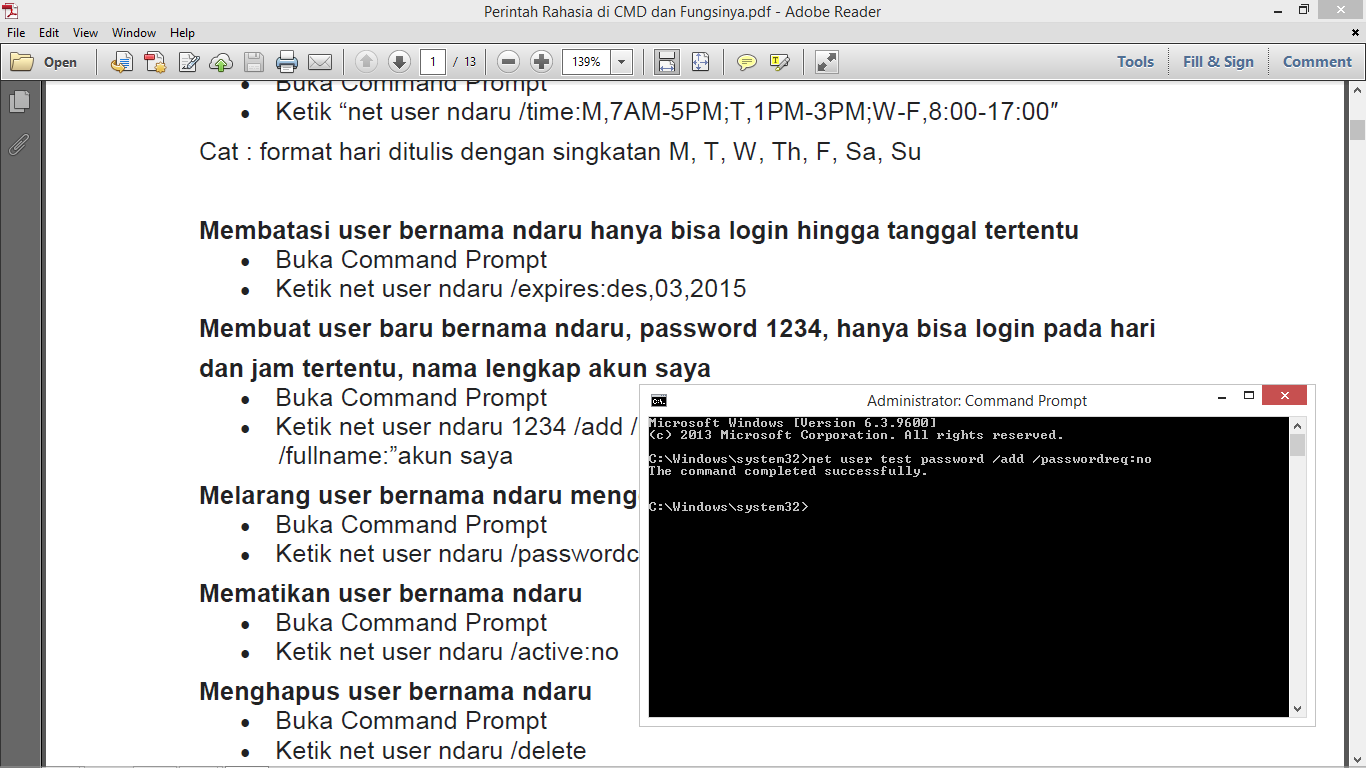 Perintah Rahasia di CMD dan Fungsinya.pdf - Adobe Reader
File Edit View Window Help
Open 1 / 13 139% Tools Fill & Sign Comment
Buka Command Prompt
Ketik “net user ndaru /time:M,7AM-5PM;T,1PM-3PM;W-F,8:00-17:00″
Cat : format hari ditulis dengan singkatan M, T, W, Th, F, Sa, Su
Membatasi user bernama ndaru hanya bisa login hingga tanggal tertentu
Buka Command Prompt
Ketik net user ndaru /expires:des,03,2015
Membuat user baru bernama ndaru, password 1234, hanya bisa login pada hari
dan jam tertentu, nama lengkap akun saya
Buka Command Prompt
Ketik net user ndaru 1234 /add /
/fullname:”akun saya
Melarang user bernama ndaru meng
Buka Command Prompt
Ketik net user ndaru /passwordc
Mematikan user bernama ndaru
Buka Command Prompt
Ketik net user ndaru /active:no
Menghapus user bernama ndaru
Buka Command Prompt
Ketik net user ndaru /delete
Administrator: Command Prompt
Microsoft Windows [Version 6.3.9600]
(c) 2013 Microsoft Corporation. All rights reserved.
C:\Windows\system32>net user test password /add /passwordreq:no
The command completed successfully.
C:\Windows\system32>